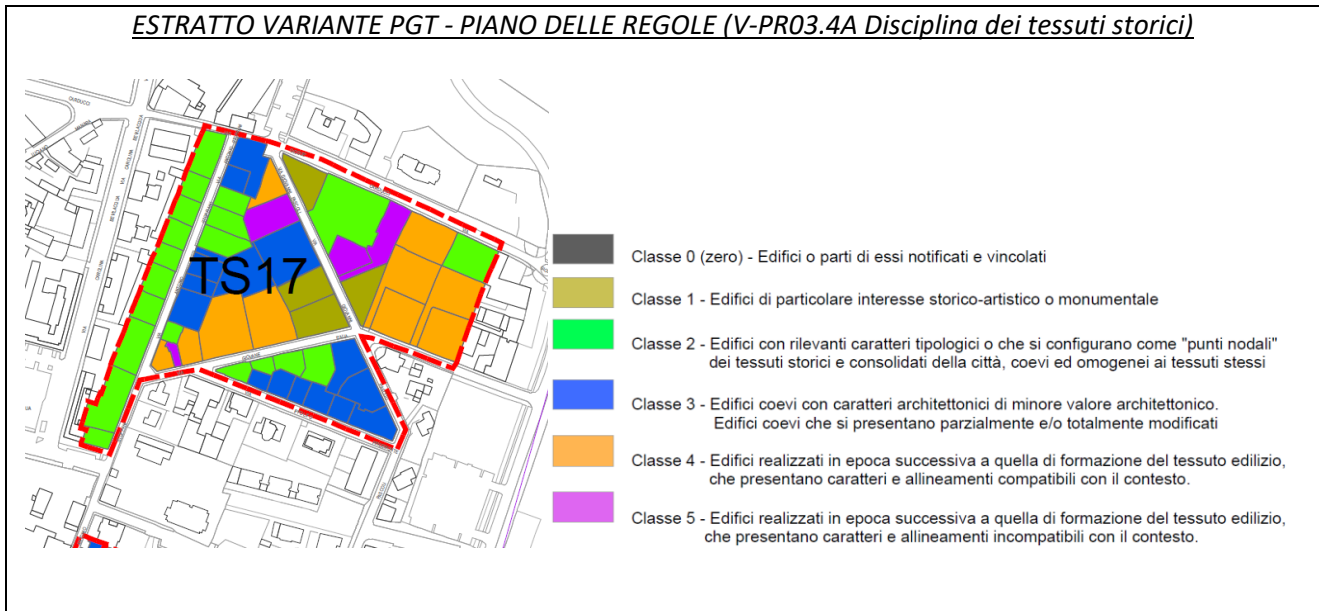 ESTRATTO VARIANTE PGT - PIANO DELLE REGOLE (V-PR03.4A Disciplina dei tessuti storici)
CARDUCCI
TS17
Classe 0 (zero) - Edifici o parti di essi notificati e vincolati
Classe 1 - Edifici di particolare interesse storico-artistico o monumentale
Classe 2 - Edifici con rilevanti caratteri tipologici o che si configurano come "punti nodali"
dei tessuti storici e consolidati della città, coevi ed omogenei ai tessuti stessi
Classe 3 - Edifici coevi con caratteri architettonici di minore valore architettonico.
Edifici coevi che si presentano parzialmente e/o totalmente modificati
Classe 4 - Edifici realizzati in epoca successiva a quella di formazione del tessuto edilizio,
che presentano caratteri e allineamenti compatibili con il contesto.
Classe 5 - Edifici realizzati in epoca successiva a quella di formazione del tessuto edilizio,
che presentano caratteri e allineamenti incompatibili con il contesto.